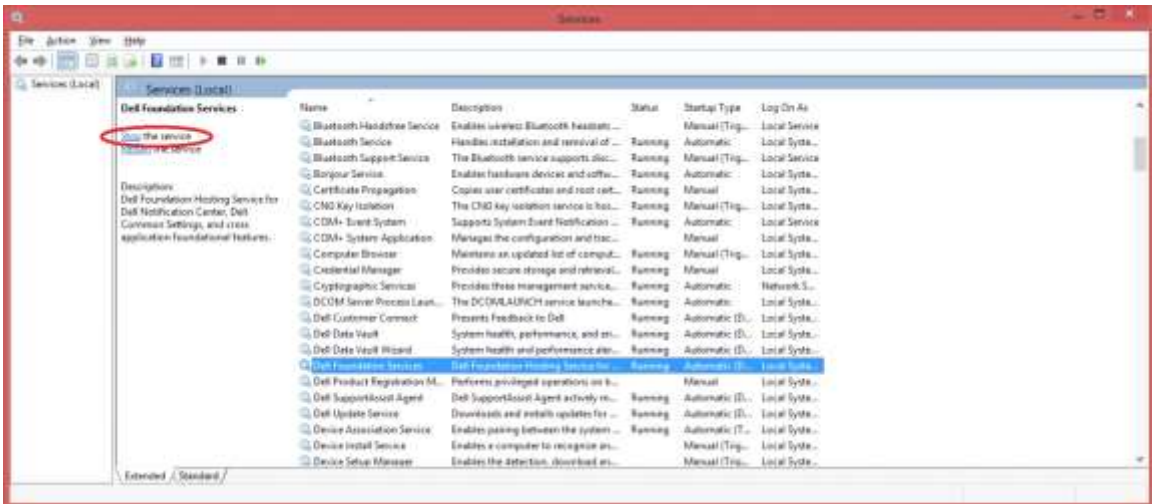 Services
File Action View Help
Services (Local)
Services (Local)
Dell Foundation Services
Stop the service
Restart the service
Description:
Dell Foundation Hosting Service for
Dell Notification Center, Dell
Common Settings, and cross
application foundational features.
Name Description Status Startup Type Log On As
Bluetooth Handsfree Service Enables wireless Bluetooth headsets ... Manual (Trig... Local Service
Bluetooth Service Handles installation and removal of ... Running Automatic Local Syste...
Bluetooth Support Service The Bluetooth service supports disc... Running Manual (Trig... Local Service
Bonjour Service Enables hardware devices and softw... Running Automatic Local Syste...
Certificate Propagation Copies user certificates and root cert... Running Manual Local Syste...
CNG Key Isolation The CNG key isolation service is hos... Running Manual (Trig... Local Syste...
COM+ Event System Supports System Event Notification ... Running Automatic Local Service
COM+ System Application Manages the configuration and trac... Manual Local Syste...
Computer Browser Maintains an updated list of comput... Running Manual (Trig... Local Syste...
Credential Manager Provides secure storage and retrieval... Running Manual Local Syste...
Cryptographic Services Provides three management service... Running Automatic Network S...
DCOM Server Process Laun... The DCOMLAUNCH service launche... Running Automatic Local Syste...
Dell Customer Connect Presents Feedback to Dell Running Automatic (D... Local Syste...
Dell Data Vault System health, performance, and en... Running Automatic (D... Local Syste...
Dell Data Vault Wizard System health and performance aler... Running Automatic (D... Local Syste...
Dell Foundation Services Dell Foundation Hosting Service for ... Running Automatic (D... Local Syste...
Dell Product Registration M... Performs privileged operations on b... Manual Local Syste...
Dell SupportAssist Agent Dell SupportAssist Agent actively m... Running Automatic (D... Local Syste...
Dell Update Service Downloads and installs updates for ... Running Automatic (D... Local Syste...
Device Association Service Enables pairing between the system ... Running Automatic (T... Local Syste...
Device Install Service Enables a computer to recognize an... Manual (Trig... Local Syste...
Device Setup Manager Enables the detection, download an... Manual (Trig... Local Syste...
Extended Standard